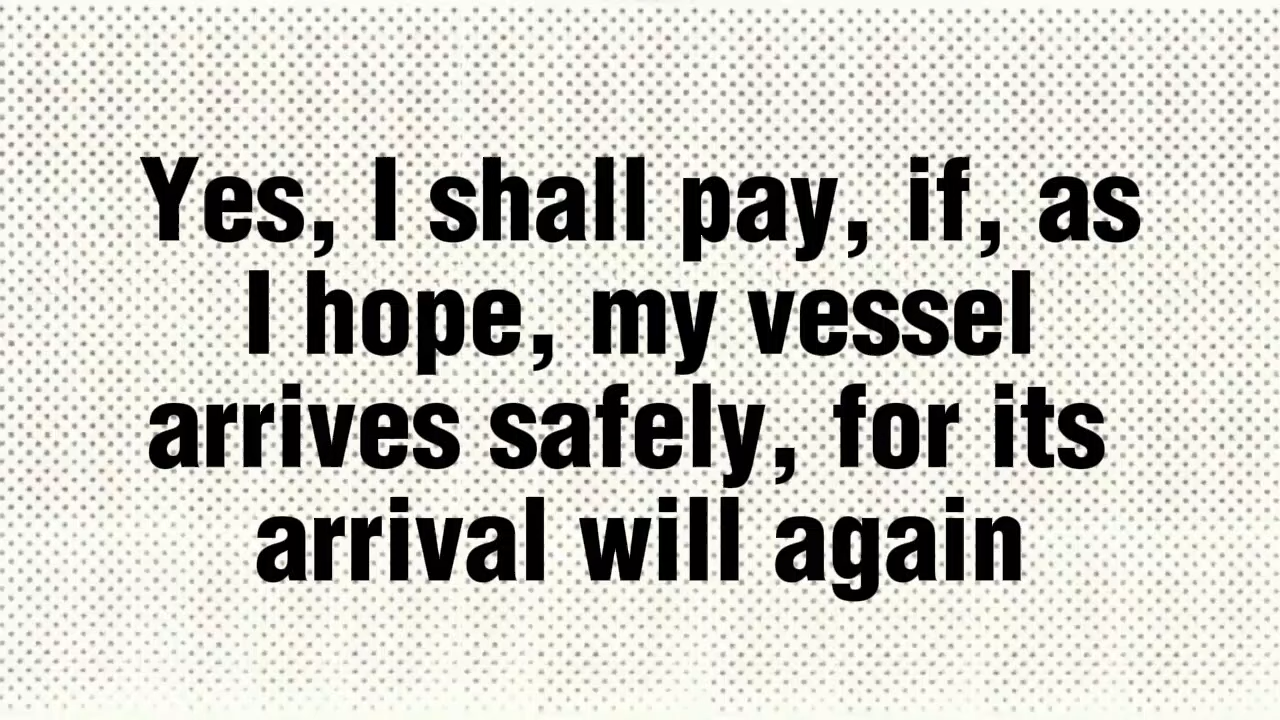 Yes, I shall pay, if, as
I hope, my vessel
arrives safely, for its
arrival will again